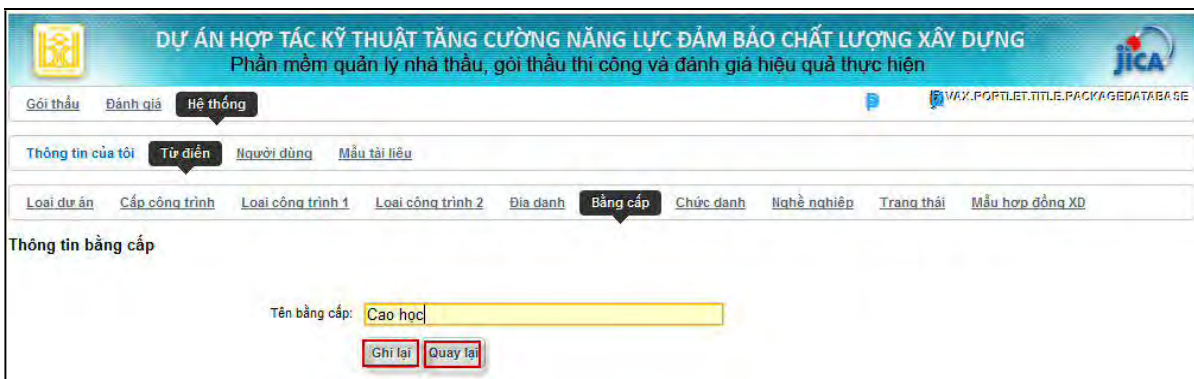 DỰ ÁN HỢP TÁC KỸ THUẬT TĂNG CƯỜNG NĂNG LỰC ĐẢM BẢO CHẤT LƯỢNG XÂY DỰNG
Phần mềm quản lý nhà thầu, gói thầu thi công và đánh giá hiệu quả thực hiện
jICA
Gói thầu Đánh giá Hệ thống VAX.PORTLET.TITLE.PACKAGEDATABASE
Thông tin của tôi Từ điển Người dùng Mẫu tài liệu
Loại dự án Cấp công trình Loại công trình 1 Loại công trình 2 Địa danh Bằng cấp Chức danh Nghề nghiệp Trạng thái Mẫu hợp đồng XD
Thông tin bằng cấp
Tên bằng cấp: Cao học
Ghi lại Quay lại